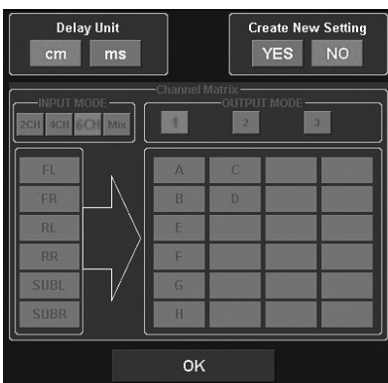 Delay Unit
cm ms
Create New Setting
YES NO
Channel Matrix
INPUT MODE
2CH 4CH 6CH Mix
OUTPUT MODE
1 2 3
FL
FR
RL
RR
SUBL
SUBR
A C
B D
E
F
G
H
OK